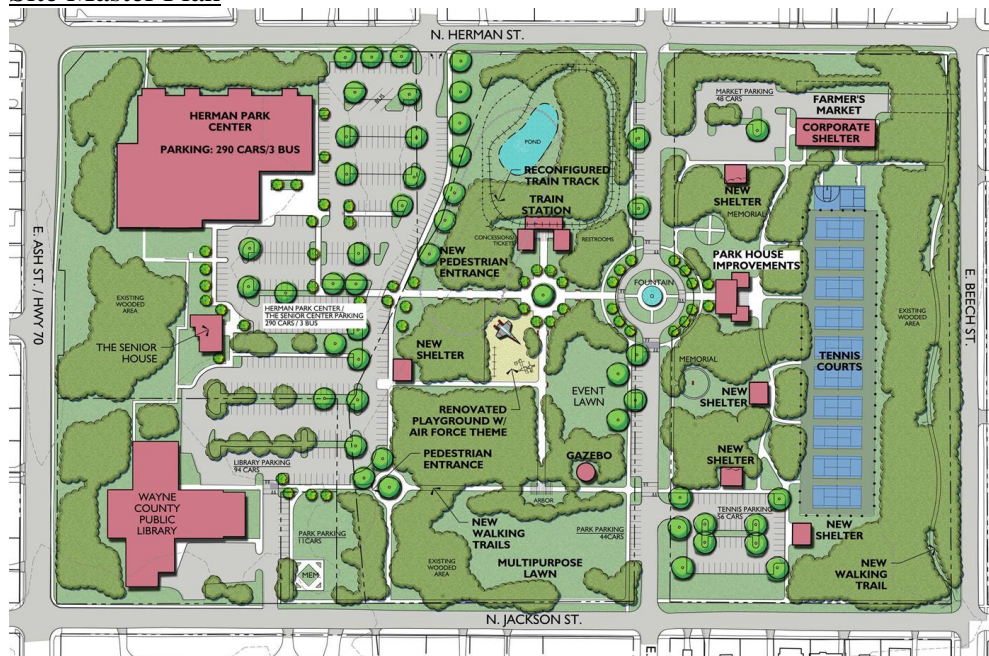 Site Master Plan
N. HERMAN ST.
HERMAN PARK
CENTER
PARKING: 290 CARS/3 BUS
BUS
POND
RECONFIGURED
TRAIN TRACK
TRAIN
STATION
CONCESSIONS/
TICKETS
RESTROOMS
MARKET PARKING
48 CARS
FARMER'S
MARKET
CORPORATE
SHELTER
NEW
SHELTER
MEMORIAL
NEW
PEDESTRIAN
ENTRANCE
PARK HOUSE
IMPROVEMENTS
FOUNTAIN
E. ASH ST. / HWY 70
EXISTING
WOODED
AREA
THE SENIOR
HOUSE
HERMAN PARK CENTER /
THE SENIOR CENTER PARKING
290 CARS / 3 BUS
NEW
SHELTER
EXISTING
WOODED
AREA
E. BEECH ST.
TENNIS
COURTS
MEMORIAL
NEW
SHELTER
EVENT
LAWN
RENOVATED
PLAYGROUND W/
AIR FORCE THEME
PEDESTRIAN
ENTRANCE
GAZEBO
NEW
SHELTER
LIBRARY PARKING
94 CARS
WAYNE
COUNTY
PUBLIC
LIBRARY
ARBOR
TENNIS PARKING
56 CARS
PARK PARKING
11CARS
NEW
WALKING
TRAILS
PARK PARKING
44CARS
NEW
SHELTER
MEM.
EXISTING
WOODED
AREA
MULTIPURPOSE
LAWN
NEW
WALKING
TRAIL
N. JACKSON ST.